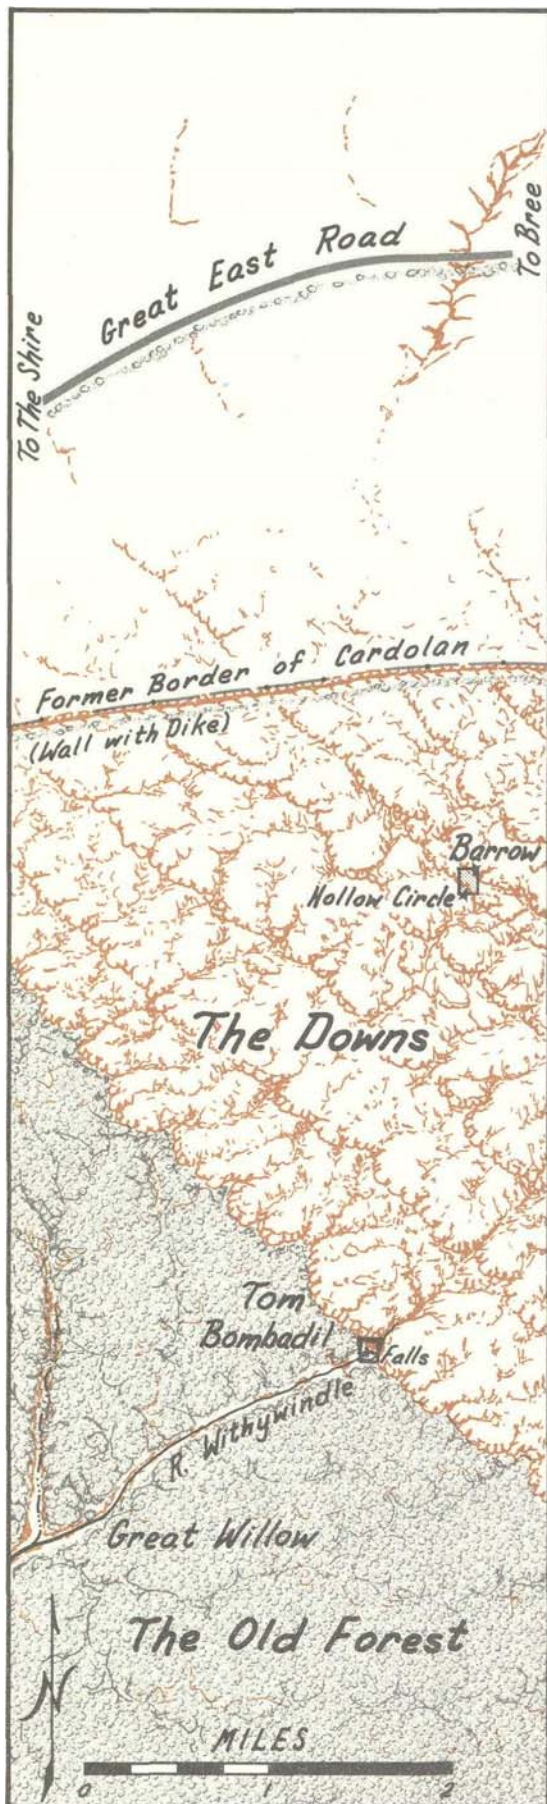 Great East Road
To Bree
To The Shire
Former Border of Cardolan
(Wall with Dike)
Barrow
Hollow Circle
The Downs
Tom
Bombadil
Falls
R. Withywindle
Great Willow
The Old Forest
N
MILES
0 1 2